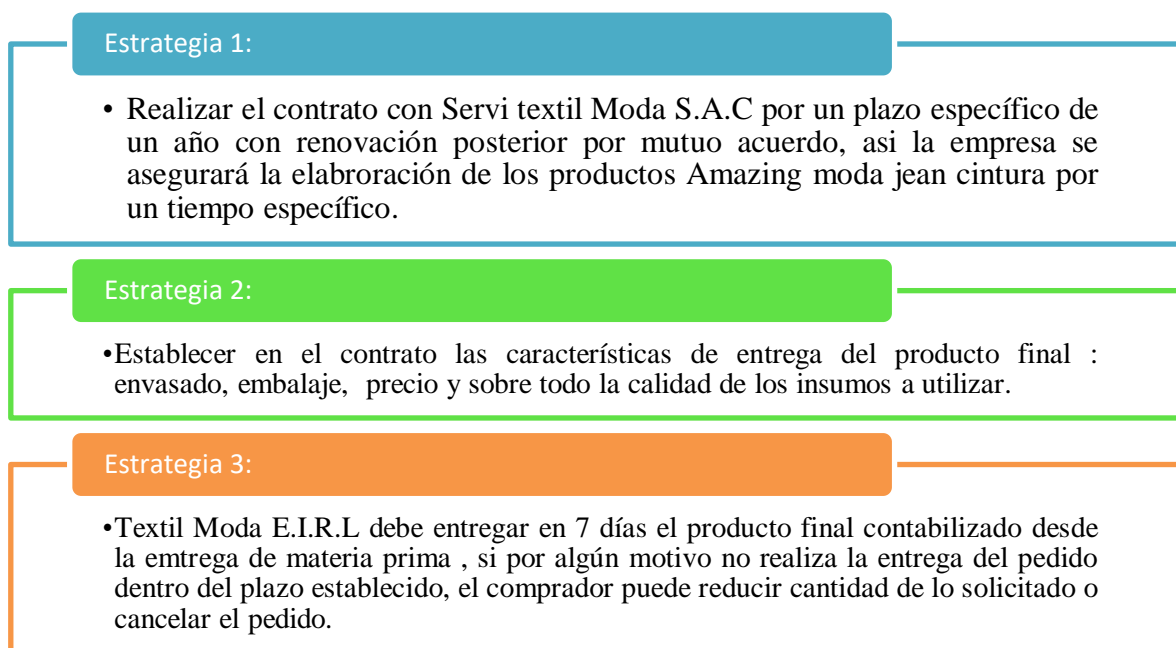 Estrategia 1:
• Realizar el contrato con Servi textil Moda S.A.C por un plazo específico de
un año con renovación posterior por mutuo acuerdo, asi la empresa se
asegurará la elabroración de los productos Amazing moda jean cintura por
un tiempo específico.
Estrategia 2:
•Establecer en el contrato las características de entrega del producto final :
envasado, embalaje, precio y sobre todo la calidad de los insumos a utilizar.
Estrategia 3:
•Textil Moda E.I.R.L debe entregar en 7 días el producto final contabilizado desde
la emtrega de materia prima , si por algún motivo no realiza la entrega del pedido
dentro del plazo establecido, el comprador puede reducir cantidad de lo solicitado o
cancelar el pedido.